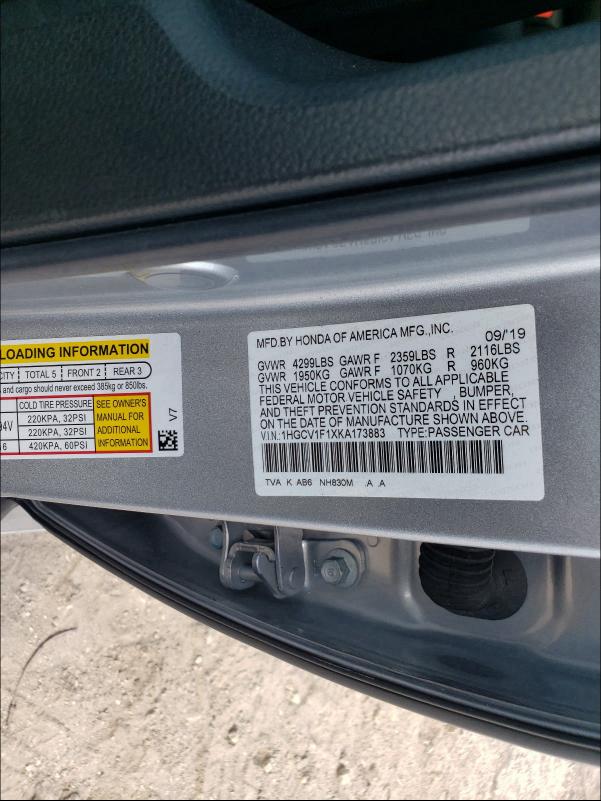 LOADING INFORMATION
CITY TOTAL 5 FRONT 2 REAR 3
and cargo should never exceed 385kg or 850lbs.
COLD TIRE PRESSURE SEE OWNER'S
94V 220KPA, 32PSI MANUAL FOR
220KPA, 32PSI ADDITIONAL
6 420KPA, 60PSI INFORMATION
V7
MFD.BY HONDA OF AMERICA MFG.,INC. 09/'19
GVWR 4299LBS GAWR F 2359LBS R 2116LBS
GVWR 1950KG GAWR F 1070KG R 960KG
THIS VEHICLE CONFORMS TO ALL APPLICABLE
FEDERAL MOTOR VEHICLE SAFETY , BUMPER,
AND THEFT PREVENTION STANDARDS IN EFFECT
ON THE DATE OF MANUFACTURE SHOWN ABOVE.
V.I.N.:1HGCV1F1XKA173883 TYPE:PASSENGER CAR
TVA K AB6 NH830M .A .A